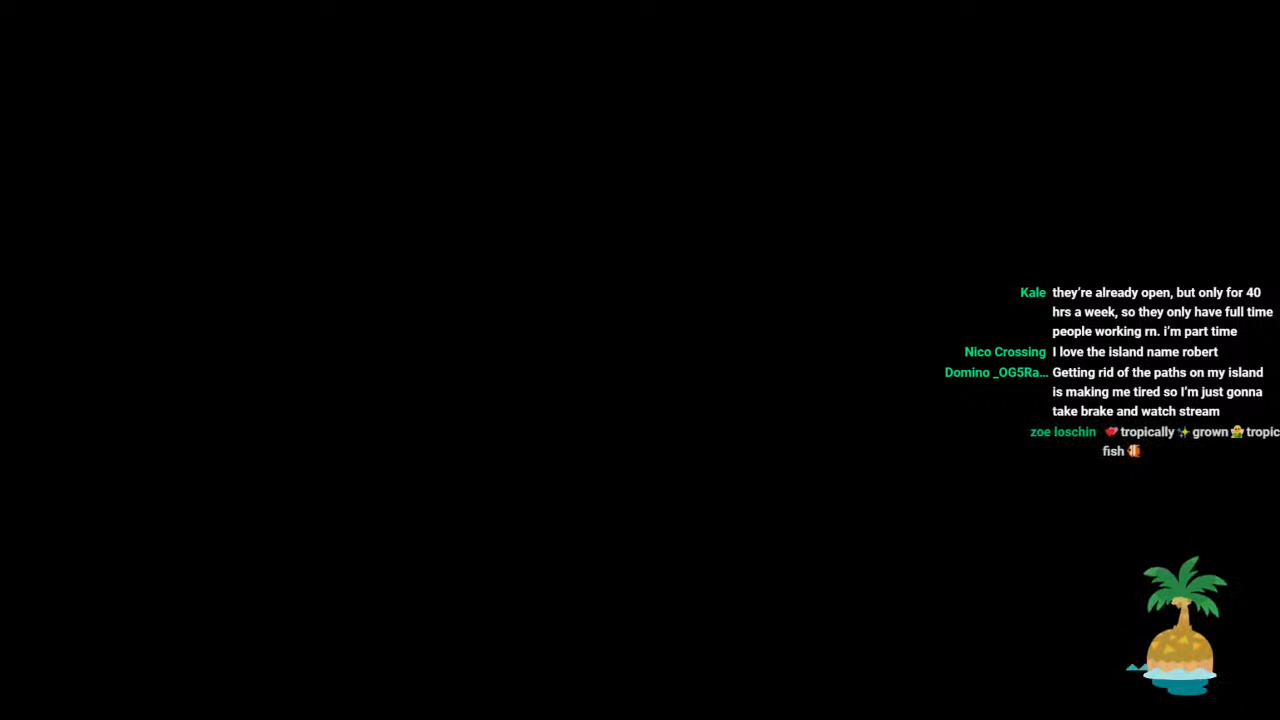 Kale they’re already open, but only for 40
hrs a week, so they only have full time
people working rn. i’m part time
Nico Crossing I love the island name robert
Domino _OG5Ra… Getting rid of the paths on my island
is making me tired so I’m just gonna
take brake and watch stream
zoe loschin 💘tropically✨grown🧑‍🌾tropic
fish🐠